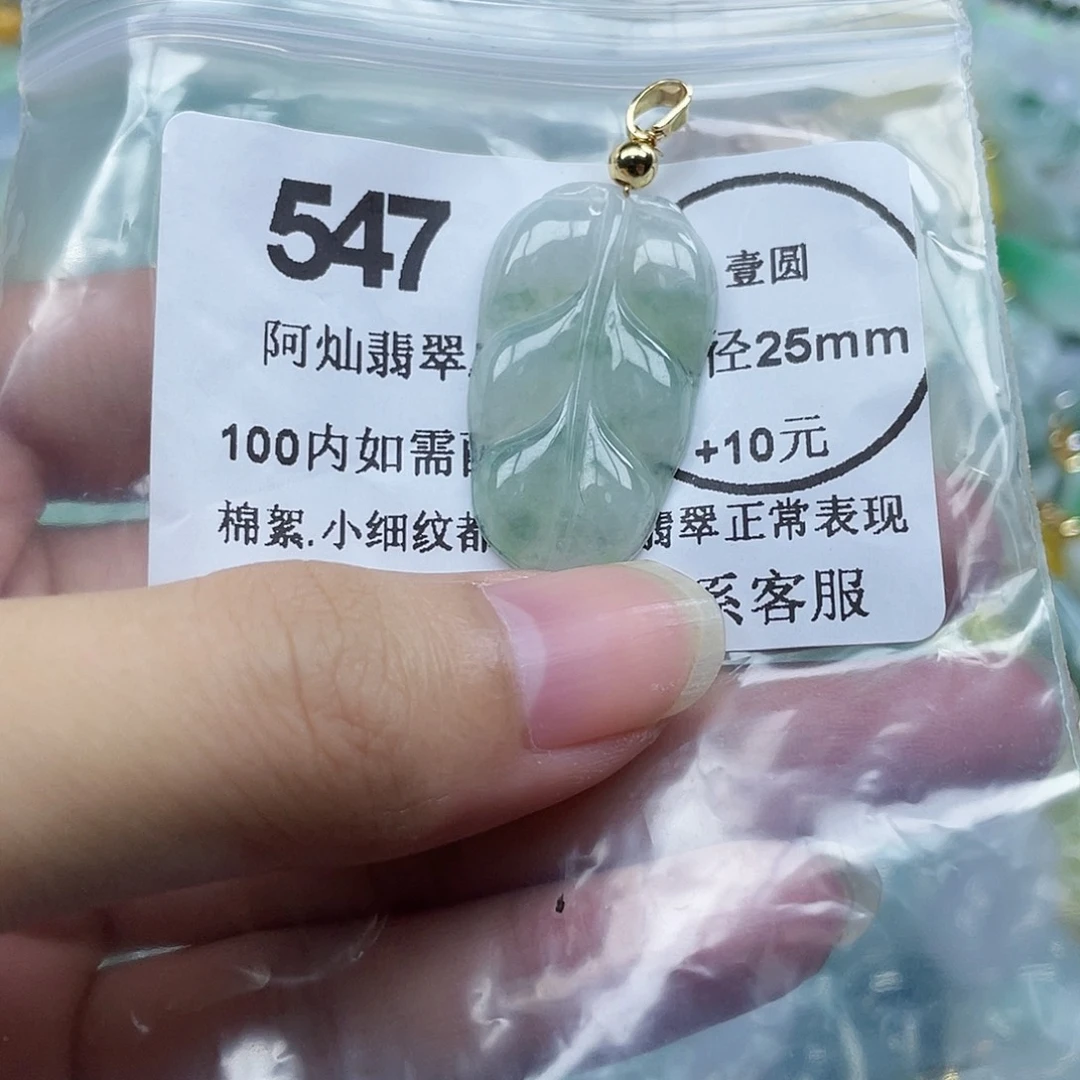 547
壹圆
阿灿翡翠 径25mm
100内如需 +10元
棉絮.小细纹都 翡翠正常表现
系客服